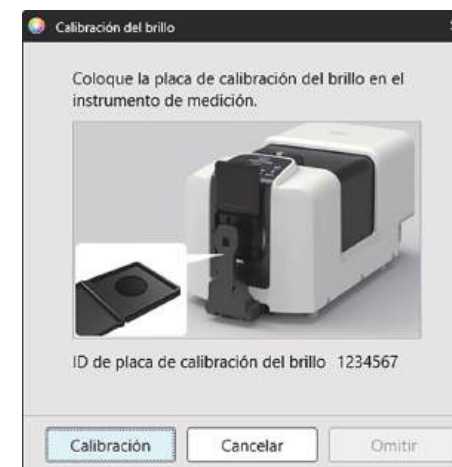 Calibración del brillo
Coloque la placa de calibración del brillo en el
instrumento de medición.
ID de placa de calibración del brillo 1234567
Calibración Cancelar Omitir